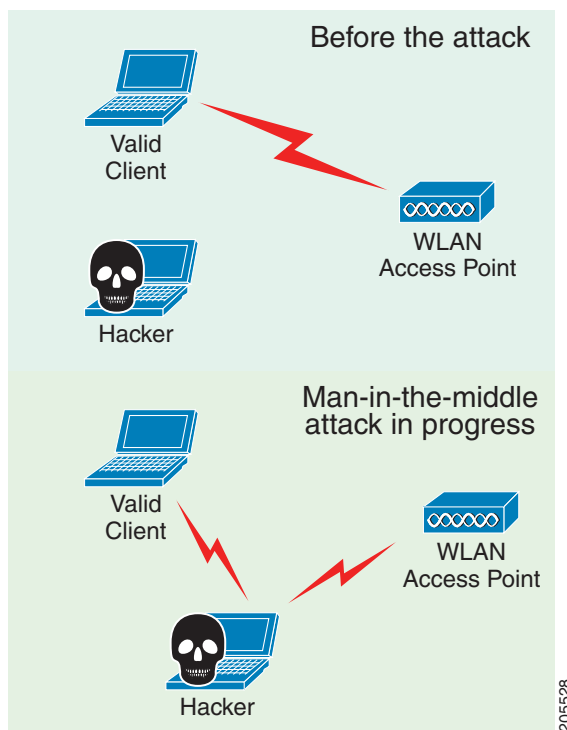 Before the attack
Valid
Client
WLAN
Access Point
Hacker
Man-in-the-middle
attack in progress
Valid
Client
WLAN
Access Point
Hacker
205528